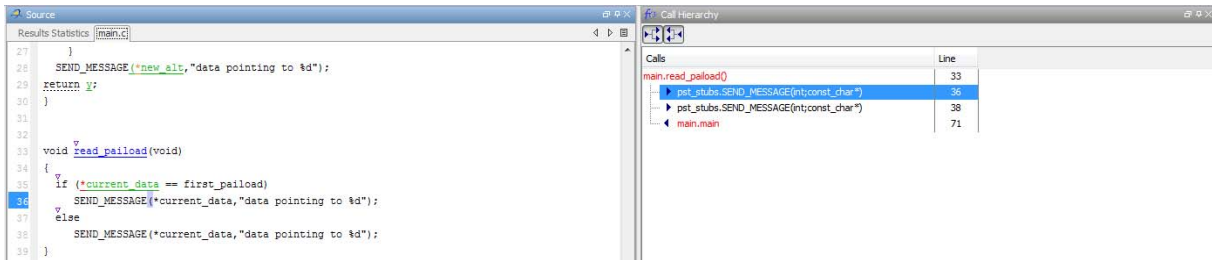 Source
Results Statistics main.c
27 }
28 SEND_MESSAGE(*new_alt,"data pointing to %d");
29 return y;
30 }
31
32
33 void read_paiload(void)
34 {
35 if (*current_data == first_paiload)
36 SEND_MESSAGE(*current_data,"data pointing to %d");
37 else
38 SEND_MESSAGE(*current_data,"data pointing to %d");
39 }
fx Call Hierarchy
Calls Line
main.read_paiload() 33
pst_stubs.SEND_MESSAGE(int;const_char*) 36
pst_stubs.SEND_MESSAGE(int;const_char*) 38
main.main 71